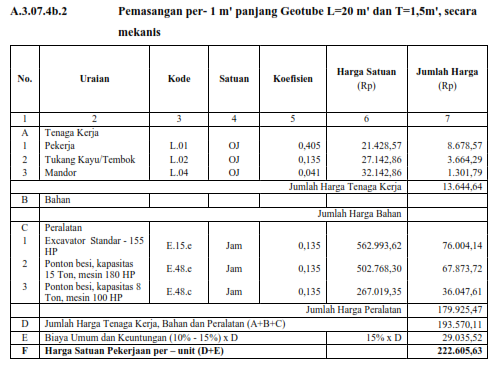 A.3.07.4b.2 Pemasangan per- 1 m' panjang Geotube L=20 m' dan T=1,5m', secara
mekanis
No. Uraian Kode Satuan Koefisien Harga Satuan (Rp) Jumlah Harga (Rp)
1 2 3 4 5 6 7
A Tenaga Kerja
1 Pekerja L.01 OJ 0,405 21.428,57 8.678,57
2 Tukang Kayu/Tembok L.02 OJ 0,135 27.142,86 3.664,29
3 Mandor L.04 OJ 0,041 32.142,86 1.301,79
Jumlah Harga Tenaga Kerja 13.644,64
B Bahan
Jumlah Harga Bahan
C Peralatan
1 Excavator Standar - 155 HP E.15.e Jam 0,135 562.993,62 76.004,14
2 Ponton besi, kapasitas 15 Ton, mesin 180 HP E.48.e Jam 0,135 502.768,30 67.873,72
3 Ponton besi, kapasitas 8 Ton, mesin 100 HP E.48.c Jam 0,135 267.019,35 36.047,61
Jumlah Harga Peralatan 179.925,47
D Jumlah Harga Tenaga Kerja, Bahan dan Peralatan (A+B+C) 193.570,11
E Biaya Umum dan Keuntungan (10% - 15%) x D 15% x D 29.035,52
F Harga Satuan Pekerjaan per – unit (D+E) 222.605,63